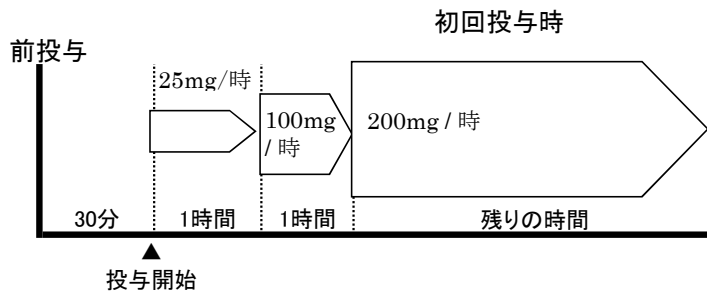 初回投与時
前投与
25mg/時
100mg
/ 時
200mg / 時
30分
1時間
1時間
残りの時間
▲
投与開始